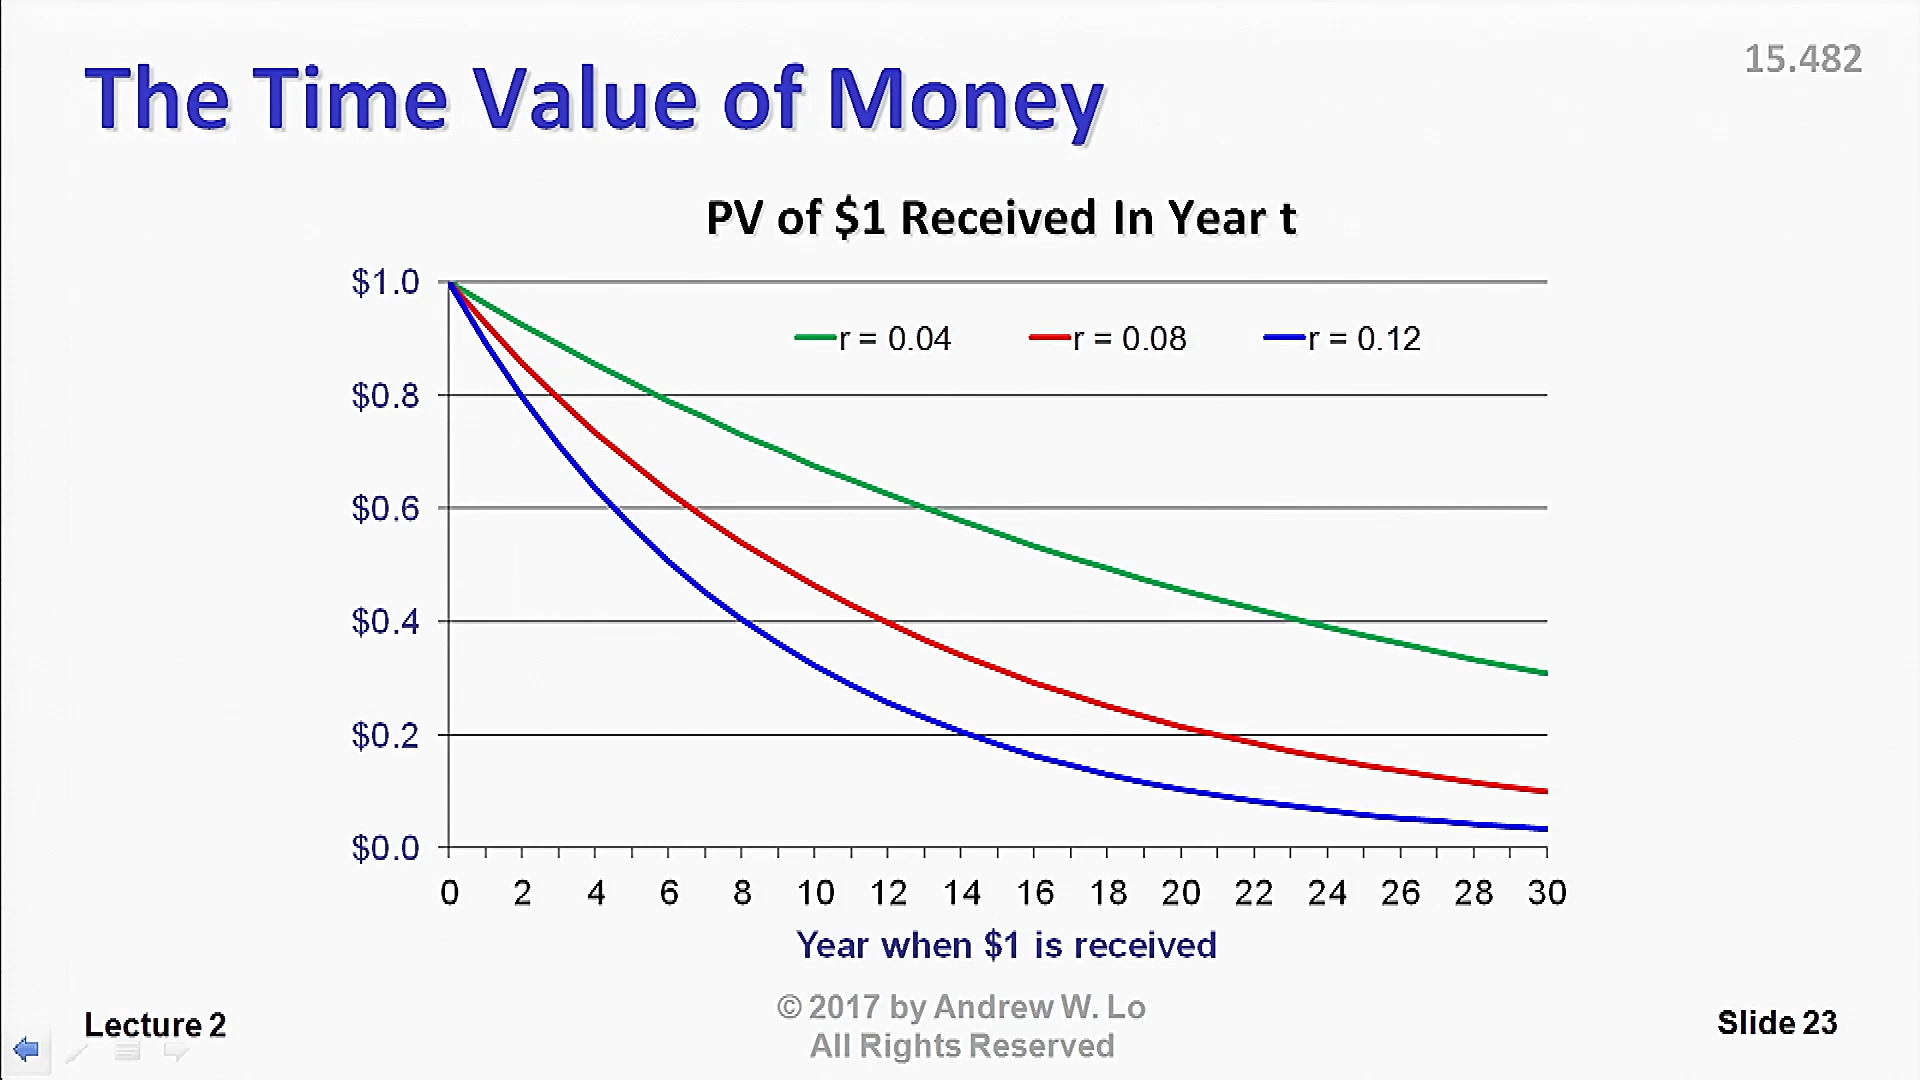 15.482
The Time Value of Money
PV of $1 Received In Year t
$1.0
r = 0.04 r = 0.08 r = 0.12
$0.8
$0.6
$0.4
$0.2
$0.0
0 2 4 6 8 10 12 14 16 18 20 22 24 26 28 30
Year when $1 is received
© 2017 by Andrew W. Lo
All Rights Reserved
Lecture 2
Slide 23